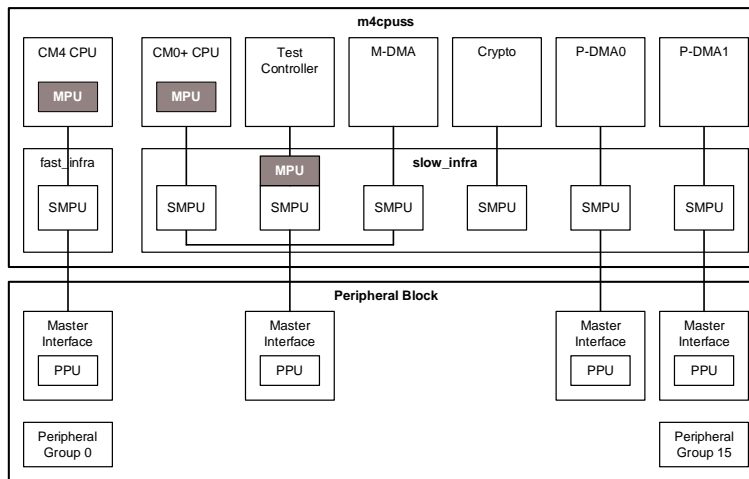 m4cpuss
CM4 CPU
MPU
CM0+ CPU
MPU
Test
Controller
M-DMA
Crypto
P-DMA0
P-DMA1
fast_infra
SMPU
slow_infra
MPU
SMPU
SMPU
SMPU
SMPU
SMPU
SMPU
Peripheral Block
Master
Interface
PPU
Master
Interface
PPU
Master
Interface
PPU
Master
Interface
PPU
Peripheral
Group 0
Peripheral
Group 15